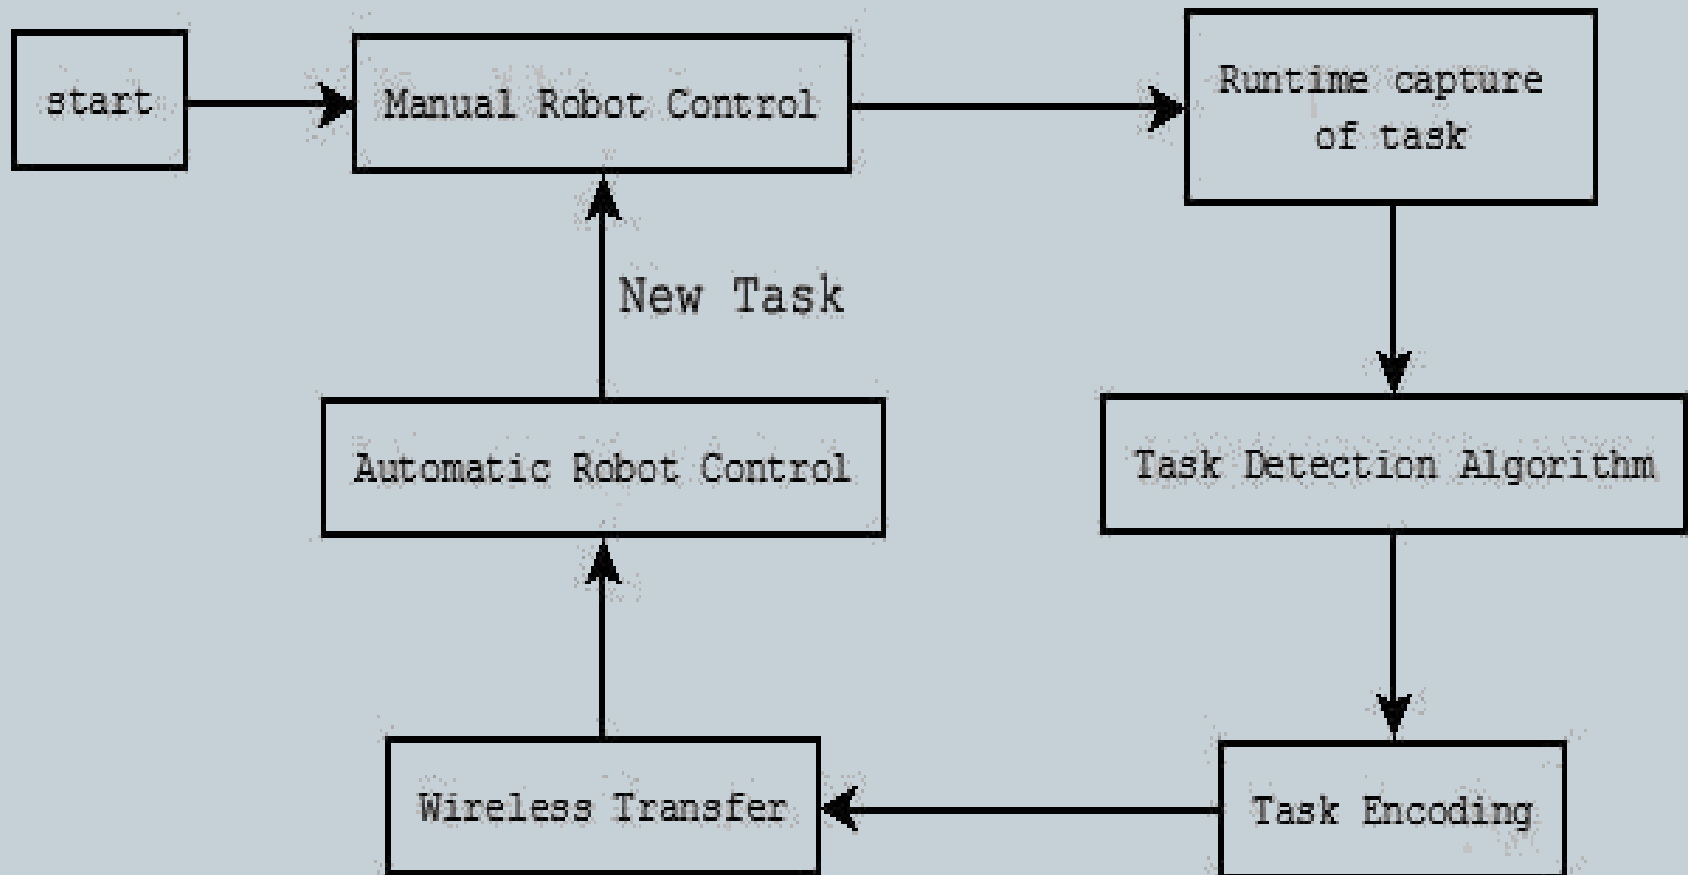 start
Manual Robot Control
Runtime capture
of task
New Task
Automatic Robot Control
Task Detection Algorithm
Wireless Transfer
Task Encoding